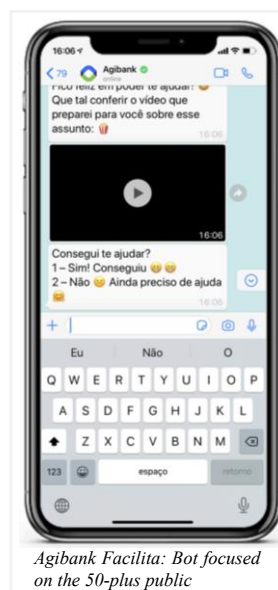 16:06
79
Agibank
online
Fico feliz em poder te ajudar!
Que tal conferir o vídeo que
preparei para você sobre esse
assunto: 🍿
16:06
16:06
Consegui te ajudar?
1 – Sim! Conseguiu
2 – Não Ainda preciso de ajuda
16:06
Eu Não O
Q W E R T Y U I O P
A S D F G H J K L
Z X C V B N M
123 espaço retorno
Agibank Facilita: Bot focused
on the 50-plus public